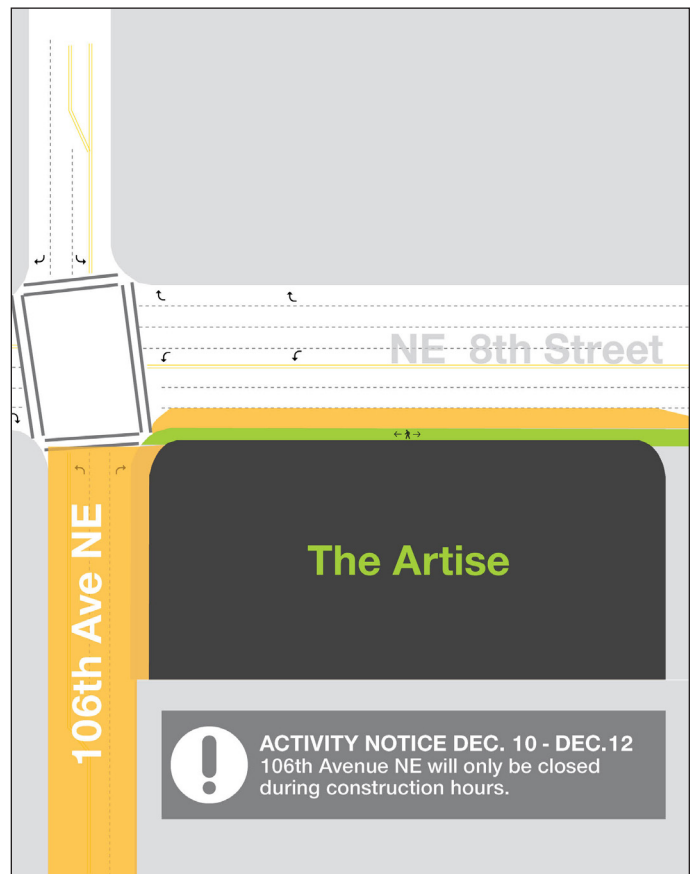 NE 8th Street
The Artise
106th Ave NE
ACTIVITY NOTICE DEC. 10 - DEC.12
106th Avenue NE will only be closed
during construction hours.